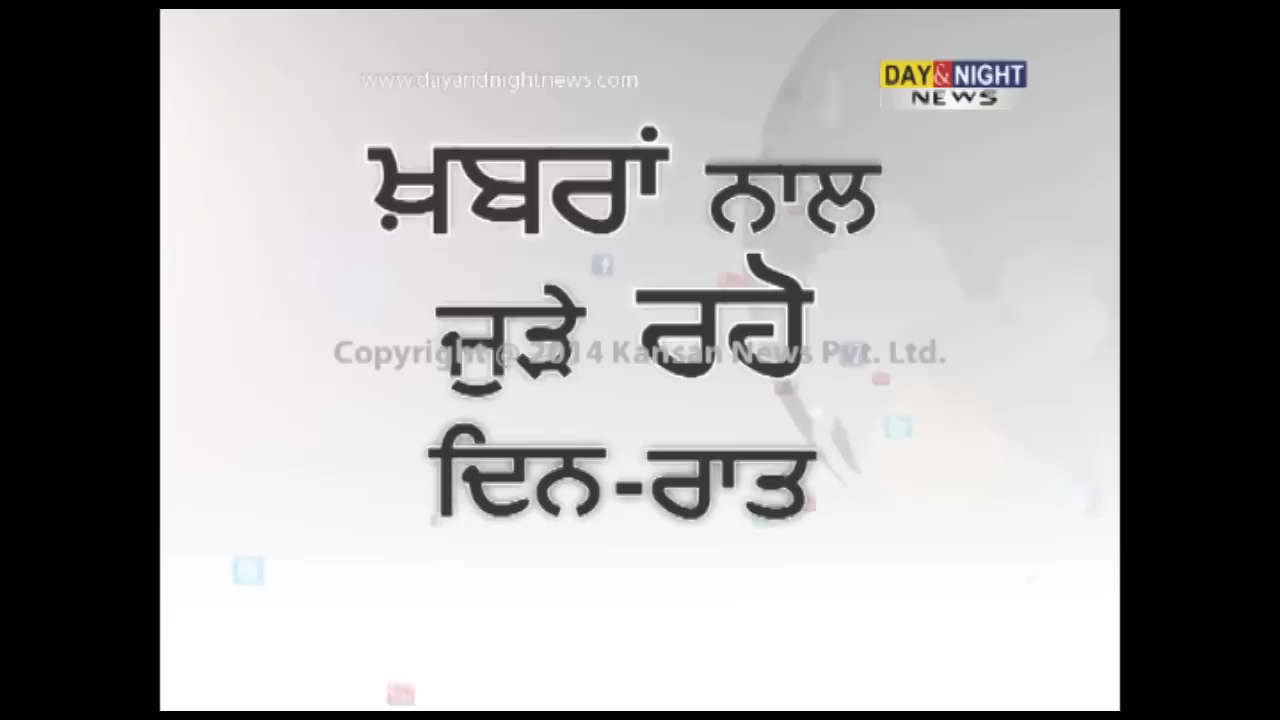 www.dayandnightnews.com
DAY & NIGHT
NEWS
ਖ਼ਬਰਾਂ ਨਾਲ
ਜੁੜੇ ਰਹੋ
Copyright @ 2014 Kansan News Pvt. Ltd.
ਦਿਨ-ਰਾਤ